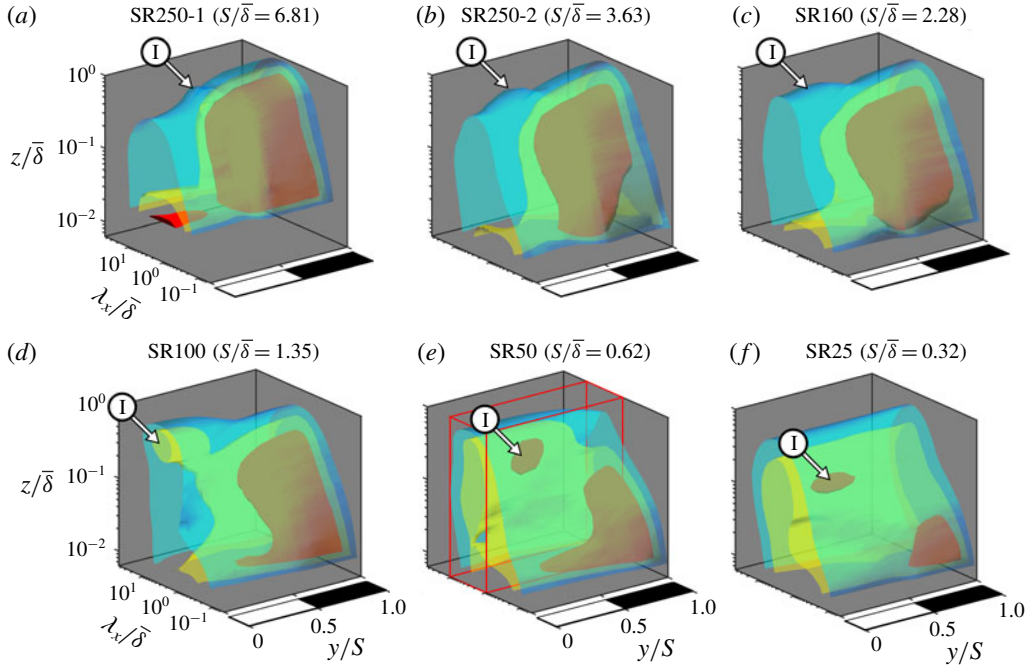 (a) SR250-1 (S/δ̅ = 6.81)
(b) SR250-2 (S/δ̅ = 3.63)
(c) SR160 (S/δ̅ = 2.28)
I
I
I
10⁰
10⁻¹
10⁻²
z/δ̅
10¹
10⁰
10⁻¹
λₓ/δ̅
(d) SR100 (S/δ̅ = 1.35)
(e) SR50 (S/δ̅ = 0.62)
(f) SR25 (S/δ̅ = 0.32)
I
I
I
10⁰
10⁻¹
10⁻²
z/δ̅
10¹
10⁰
10⁻¹
λₓ/δ̅
0
0.5
1.0
y/S
0
0.5
1.0
y/S
0
0.5
1.0
y/S